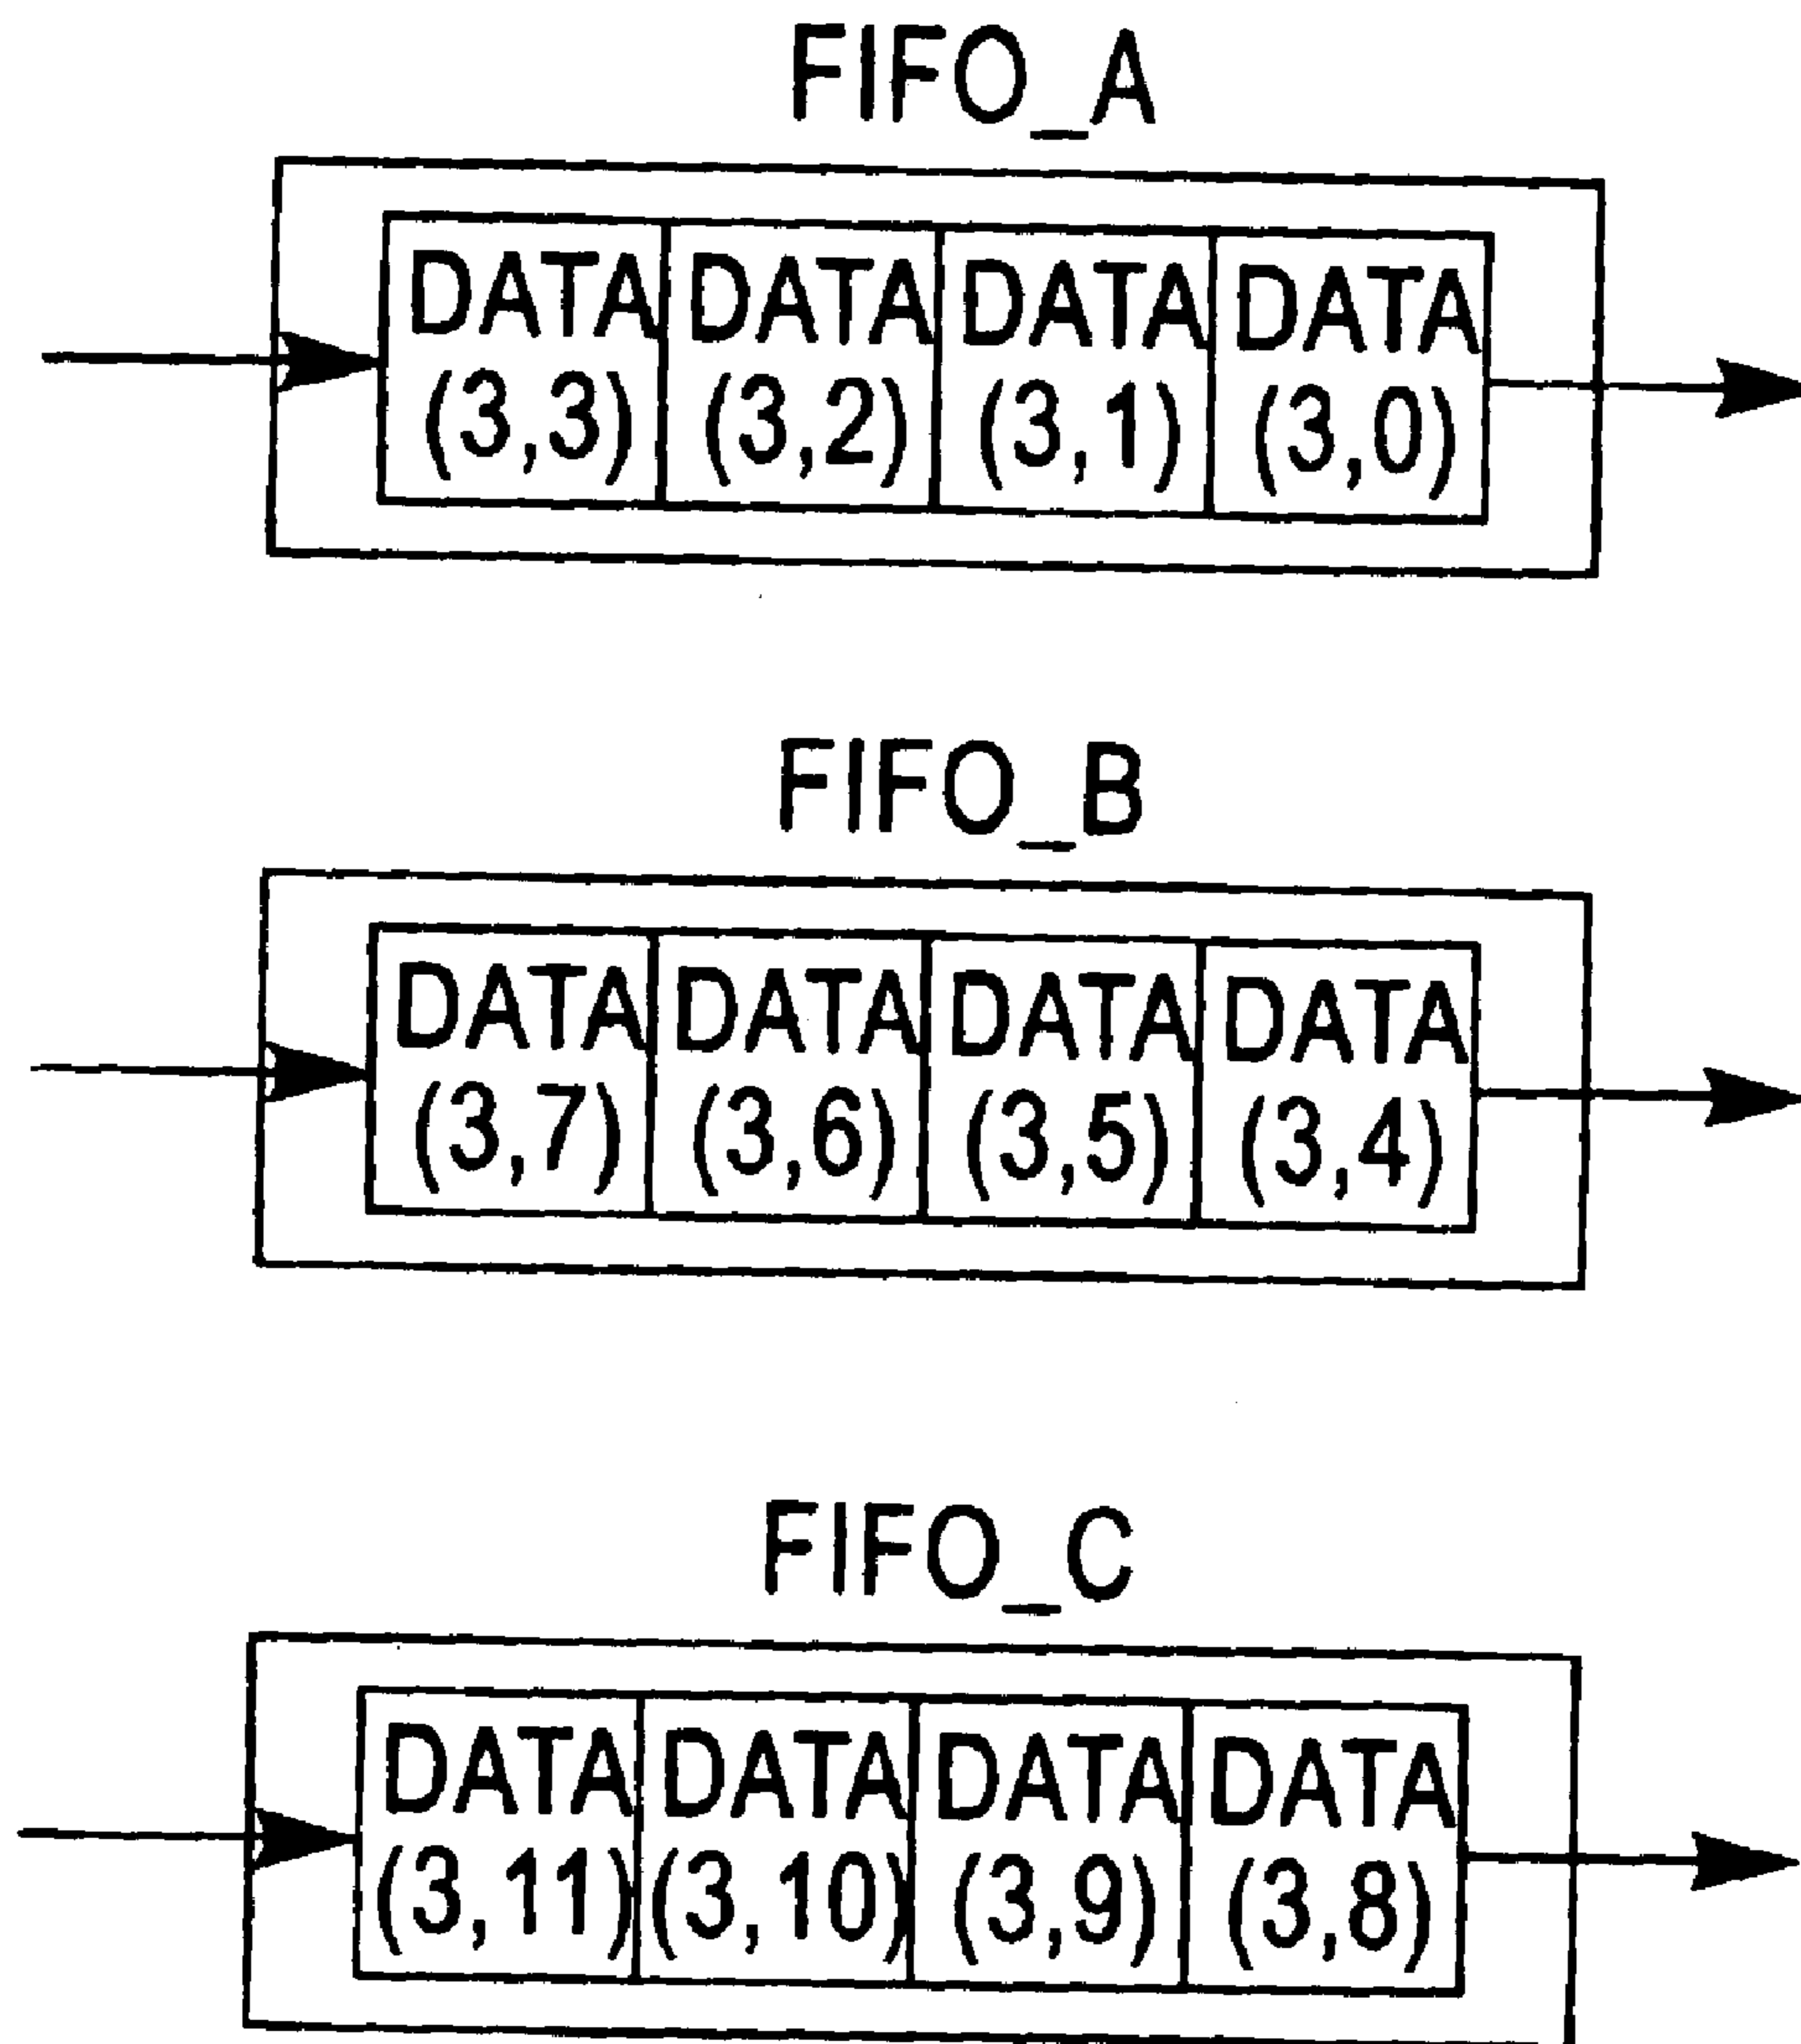 FIFO_A
DATA DATA DATA DATA
(3,3) (3,2) (3,1) (3,0)
FIFO_B
DATA DATA DATA DATA
(3,7) (3,6) (3,5) (3,4)
FIFO_C
DATA DATA DATA DATA
(3,11) (3,10) (3,9) (3,8)